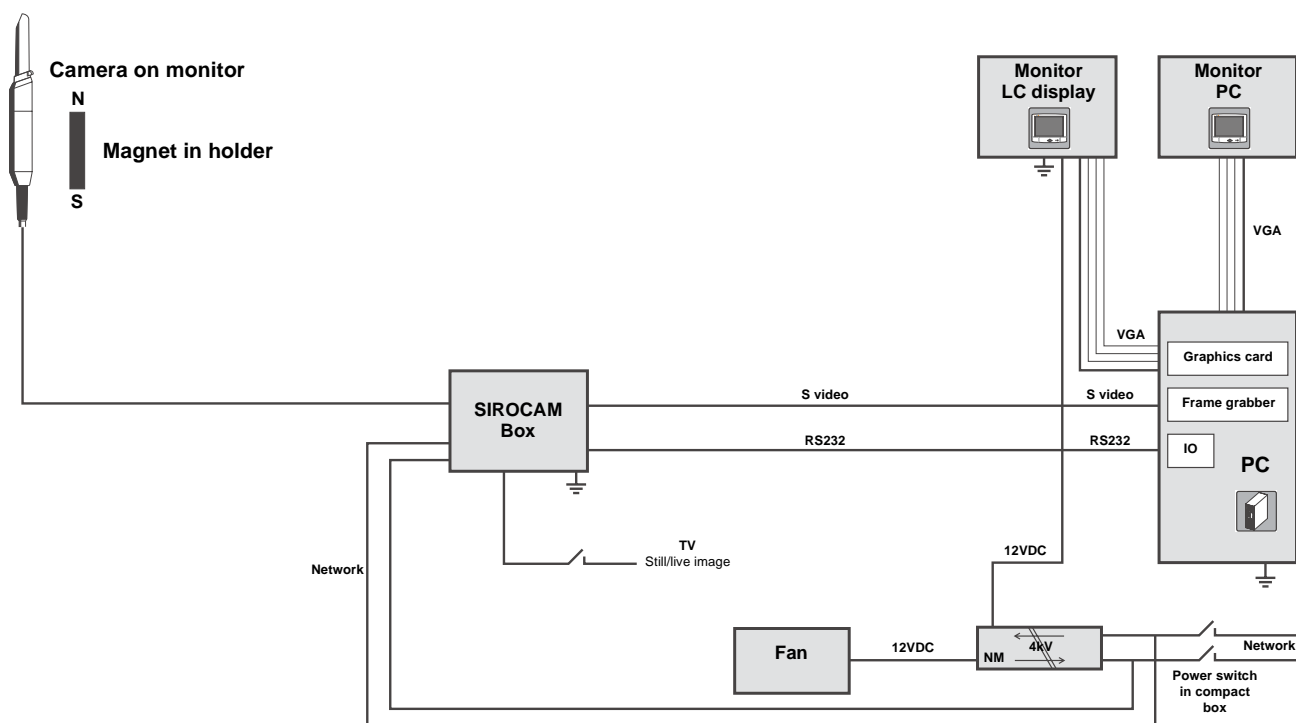 Camera on monitor
N
Magnet in holder
S
Monitor
LC display
Monitor
PC
VGA
VGA
Graphics card
SIROCAM
Box
S video
S video
Frame grabber
RS232
RS232
IO
PC
TV
Still/live image
12VDC
Network
Fan
12VDC
4kV
NM
Network
Power switch
in compact
box